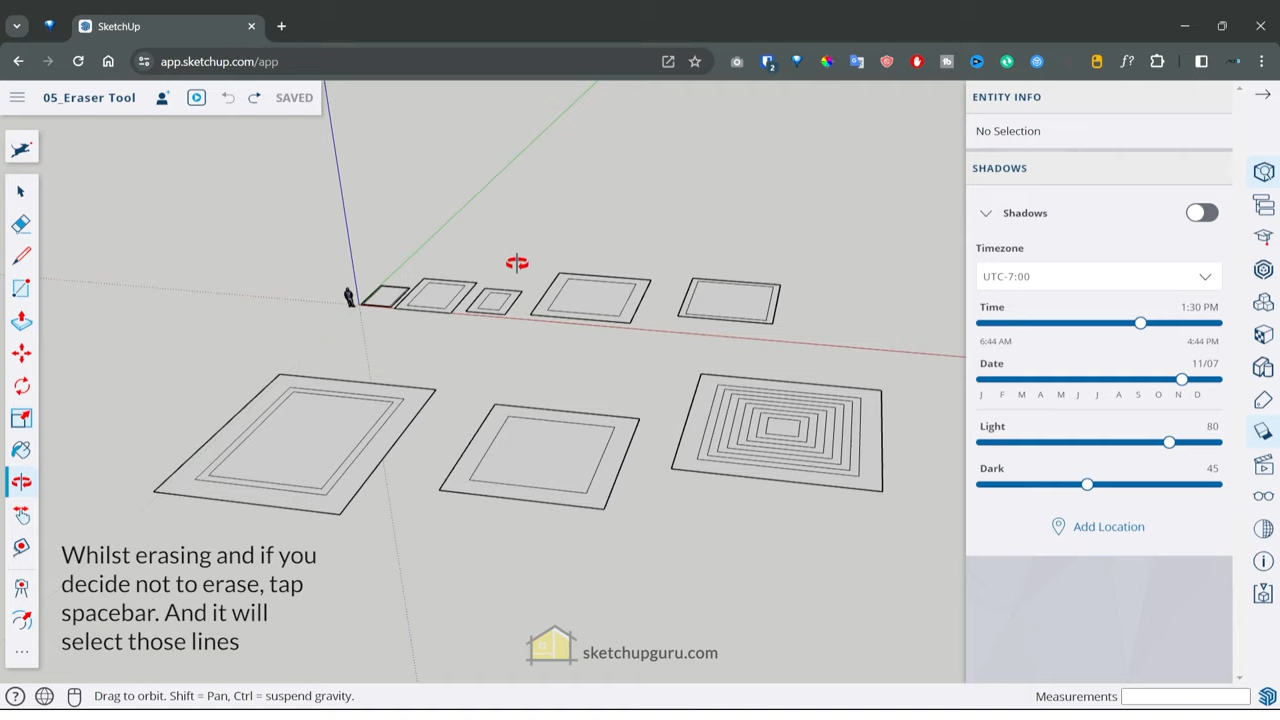 SketchUp
app.sketchup.com/app
2
f?
05_Eraser Tool
SAVED
ENTITY INFO
No Selection
SHADOWS
Shadows
Timezone
UTC-7:00
Time
1:30 PM
6:44 AM
4:44 PM
Date
11/07
J F M A M J J A S O N D
Light
80
Dark
45
Add Location
Whilst erasing and if you
decide not to erase, tap
spacebar. And it will
select those lines
sketchupguru.com
Drag to orbit. Shift = Pan, Ctrl = suspend gravity.
Measurements